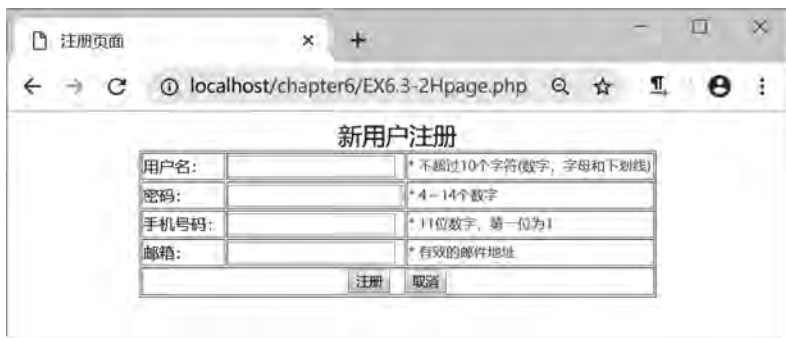 注册页面
localhost/chapter6/EX6.3-2Hpage.php
新用户注册
用户名: * 不超过10个字符(数字，字母和下划线)
密码: * 4~14个数字
手机号码: * 11位数字，第一位为1
邮箱: * 有效的邮件地址
注册 取消